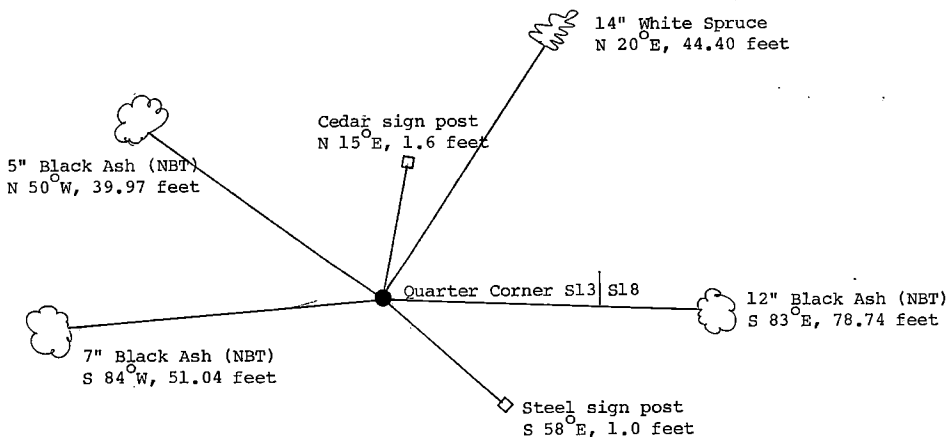 14" White Spruce
N 20°E, 44.40 feet
Cedar sign post
N 15°E, 1.6 feet
5" Black Ash (NBT)
N 50°W, 39.97 feet
Quarter Corner S13|S18
12" Black Ash (NBT)
S 83°E, 78.74 feet
7" Black Ash (NBT)
S 84°W, 51.04 feet
Steel sign post
S 58°E, 1.0 feet